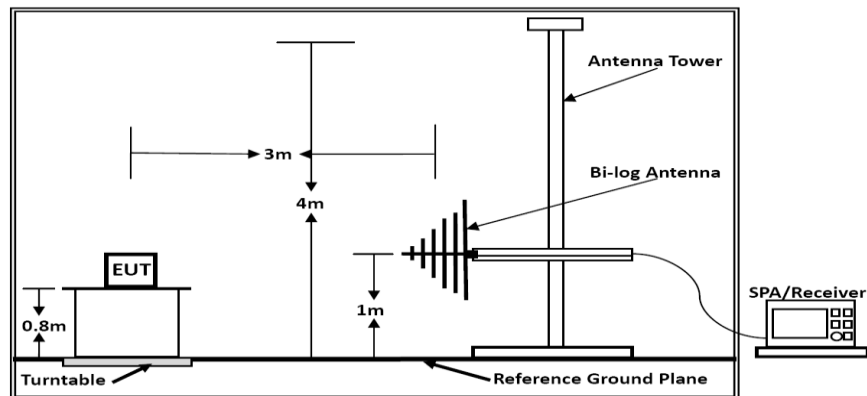 Antenna Tower
3m
Bi-log Antenna
4m
EUT
SPA/Receiver
0.8m
1m
Turntable
Reference Ground Plane